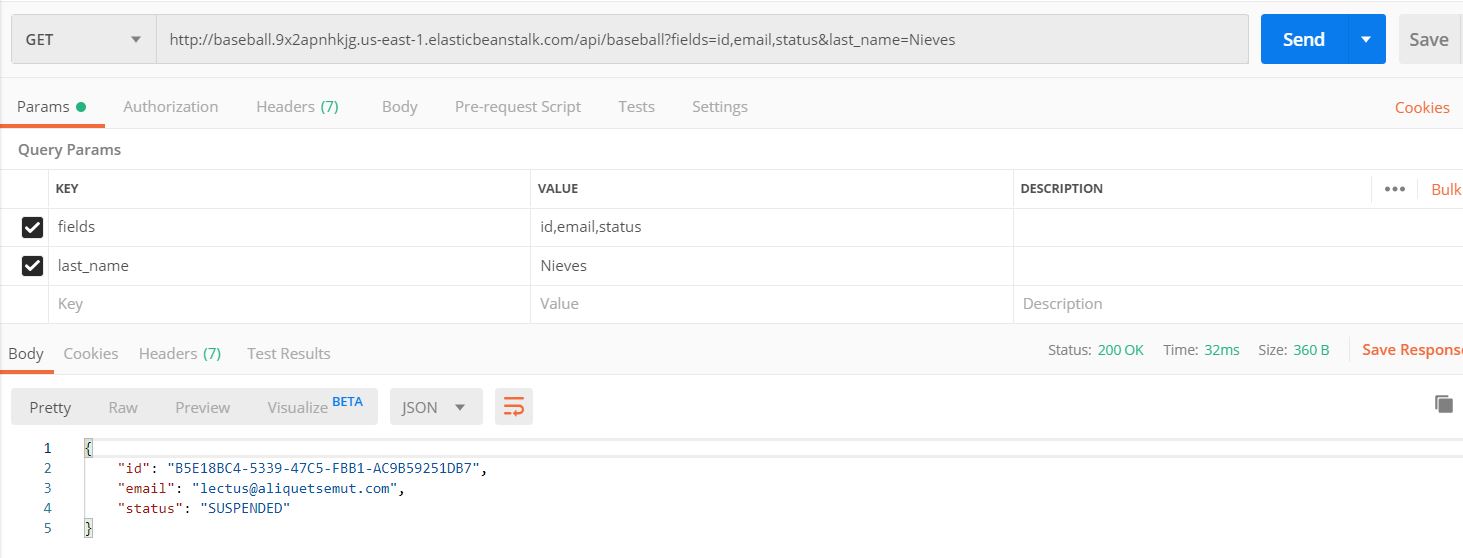 GET http://baseball.9x2apnhkjg.us-east-1.elasticbeanstalk.com/api/baseball?fields=id,email,status&last_name=Nieves Send Save
Params Authorization Headers (7) Body Pre-request Script Tests Settings Cookies
Query Params
KEY VALUE DESCRIPTION ••• Bulk
fields id,email,status
last_name Nieves
Key Value Description
Body Cookies Headers (7) Test Results Status: 200 OK Time: 32ms Size: 360 B Save Respons
Pretty Raw Preview Visualize BETA JSON
1 {
2 "id": "B5E18BC4-5339-47C5-FBB1-AC9B59251DB7",
3 "email": "lectus@aliquetsemut.com",
4 "status": "SUSPENDED"
5 }